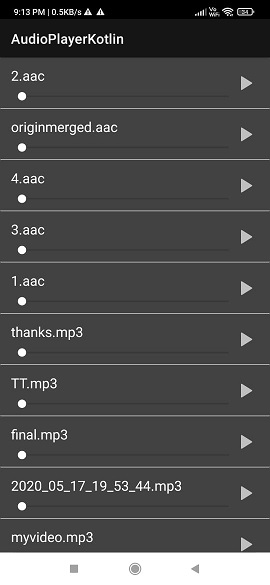 9:13 PM | 0.5KB/s
Vo
WiFi
54
AudioPlayerKotlin
2.aac
originmerged.aac
4.aac
3.aac
1.aac
thanks.mp3
TT.mp3
final.mp3
2020_05_17_19_53_44.mp3
myvideo.mp3